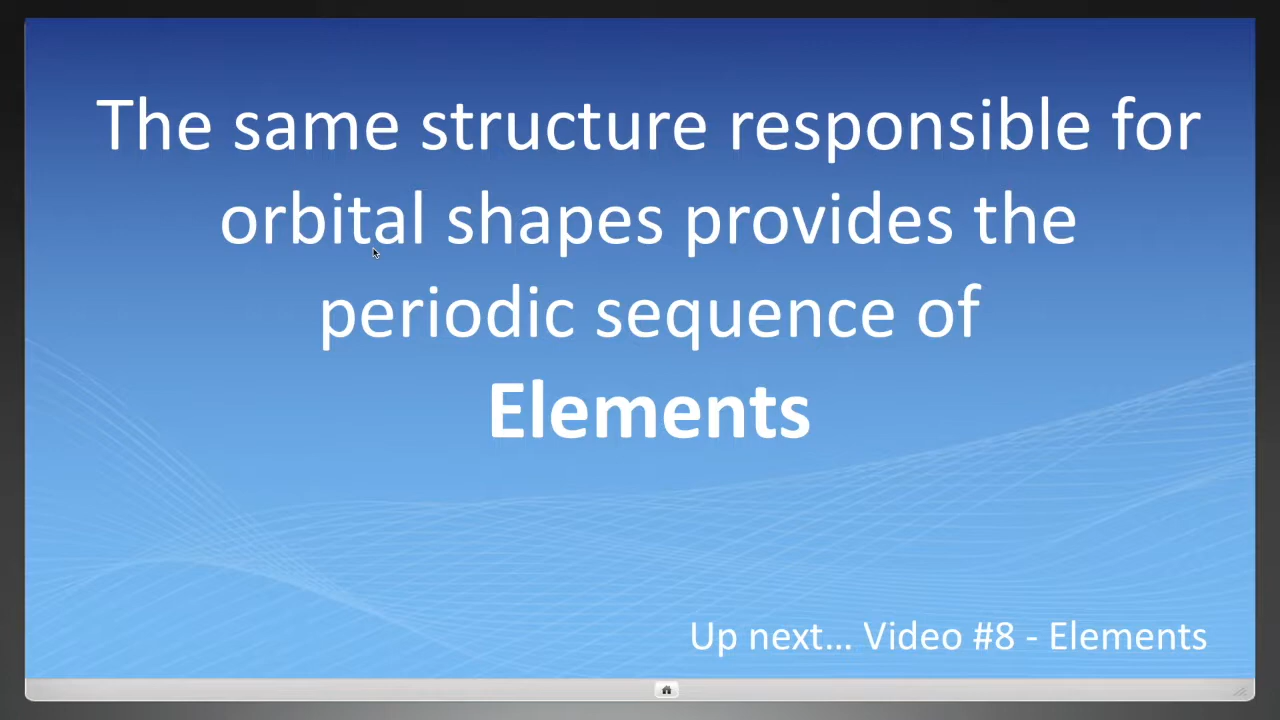 The same structure responsible for
orbital shapes provides the
periodic sequence of
Elements
Up next... Video #8 - Elements